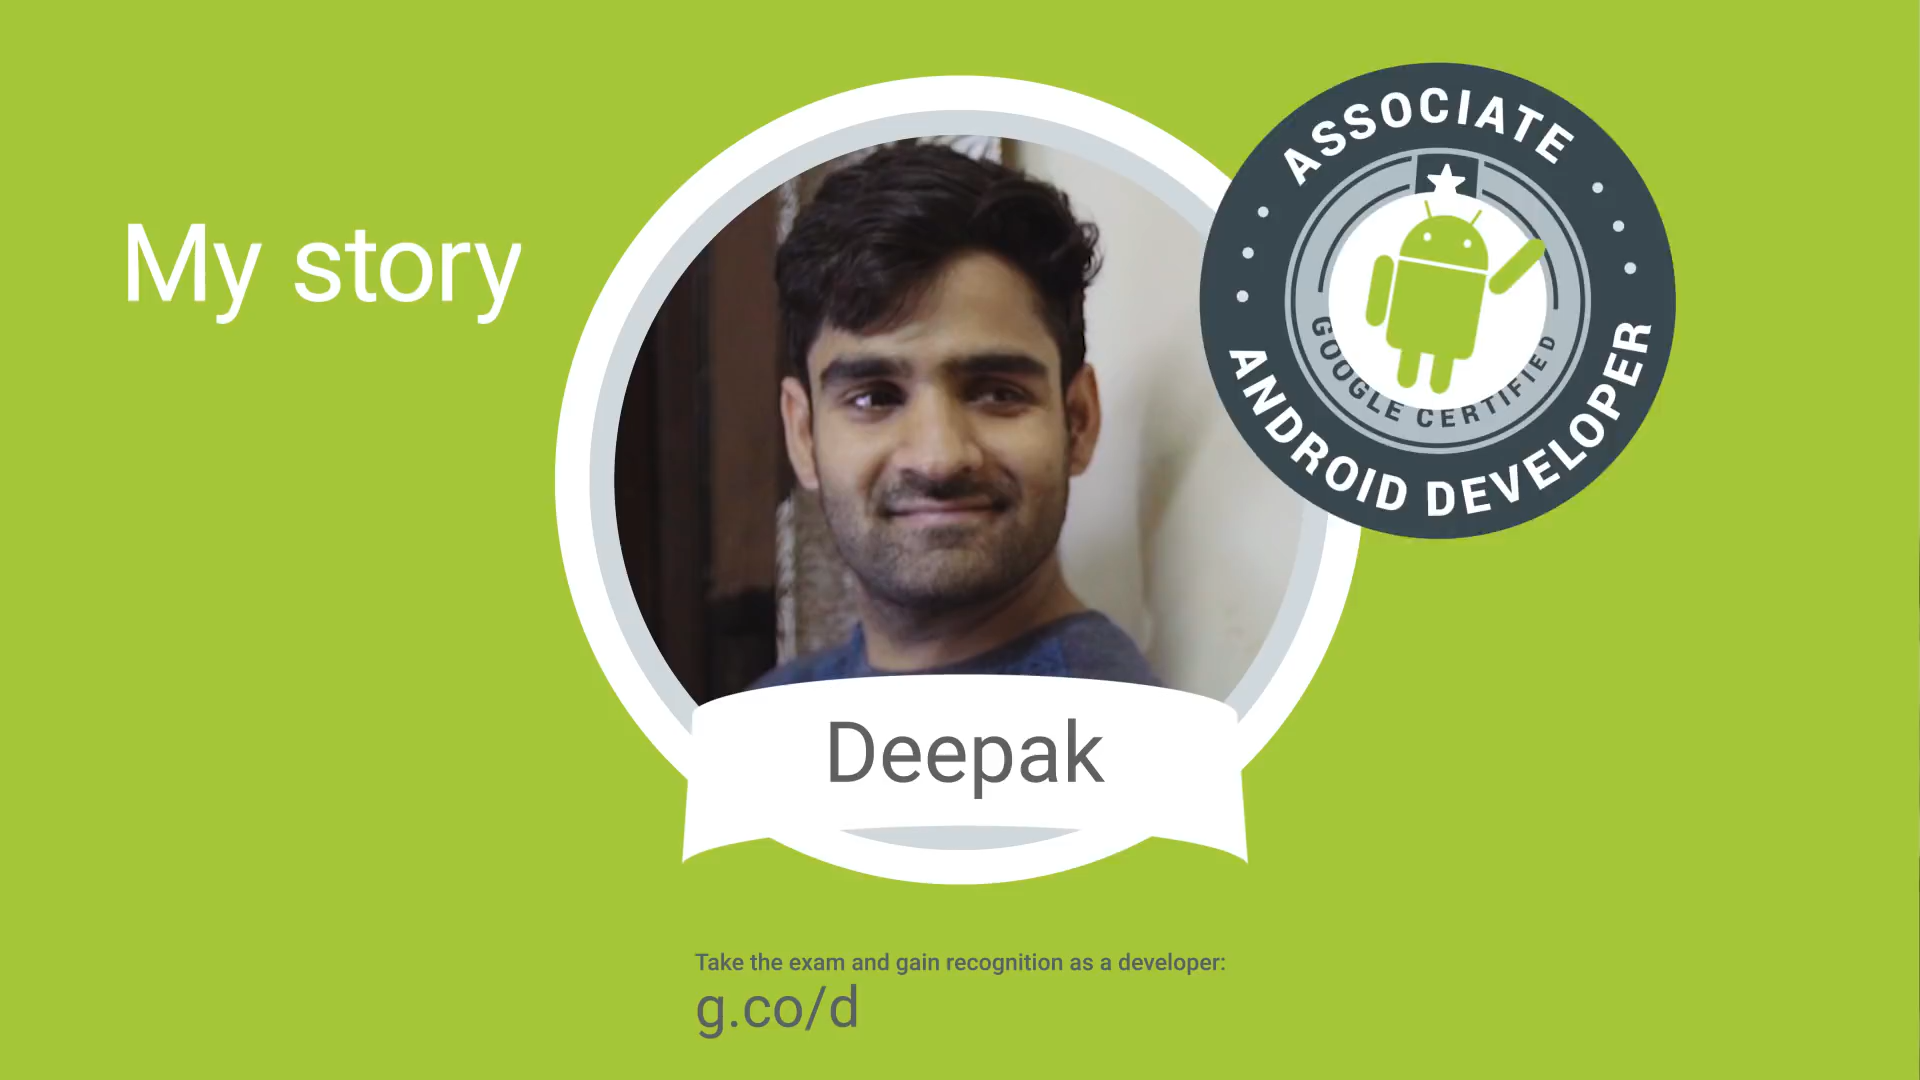 My story
ASSOCIATE
ANDROID DEVELOPER
GOOGLE CERTIFIED
Deepak
Take the exam and gain recognition as a developer:
g.co/d